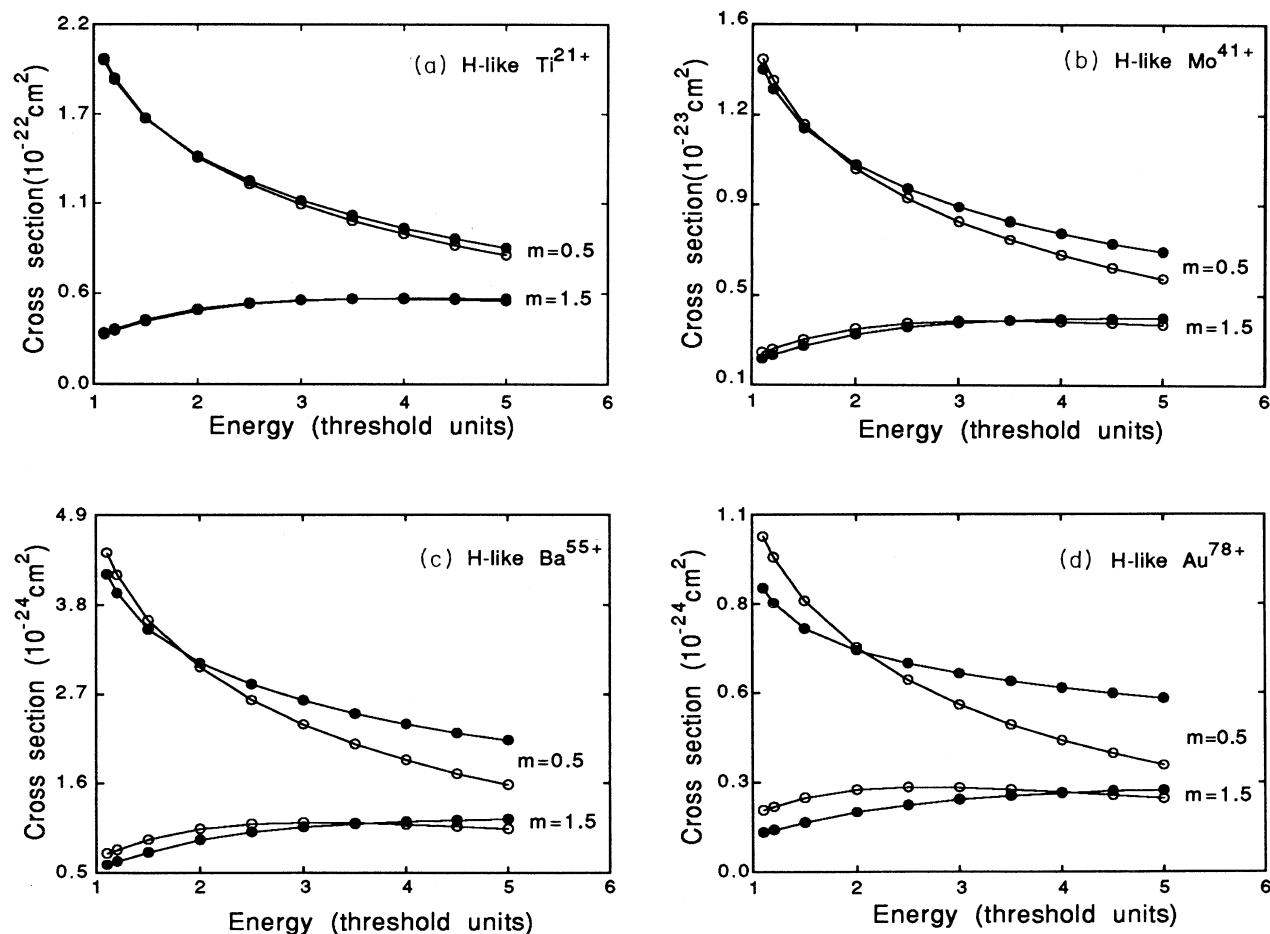 (a) H-like Ti21+
Cross section(10-22cm2)
2.2
1.7
1.1
0.6
0.0
m=0.5
m=1.5
1 2 3 4 5 6
Energy (threshold units)
(b) H-like Mo41+
Cross section(10-23cm2)
1.6
1.2
0.9
0.5
0.1
m=0.5
m=1.5
1 2 3 4 5 6
Energy (threshold units)
(c) H-like Ba55+
Cross section (10-24cm2)
4.9
3.8
2.7
1.6
0.5
m=0.5
m=1.5
1 2 3 4 5 6
Energy (threshold units)
(d) H-like Au78+
Cross section (10-24cm2)
1.1
0.8
0.6
0.3
0.0
m=0.5
m=1.5
1 2 3 4 5 6
Energy (threshold units)